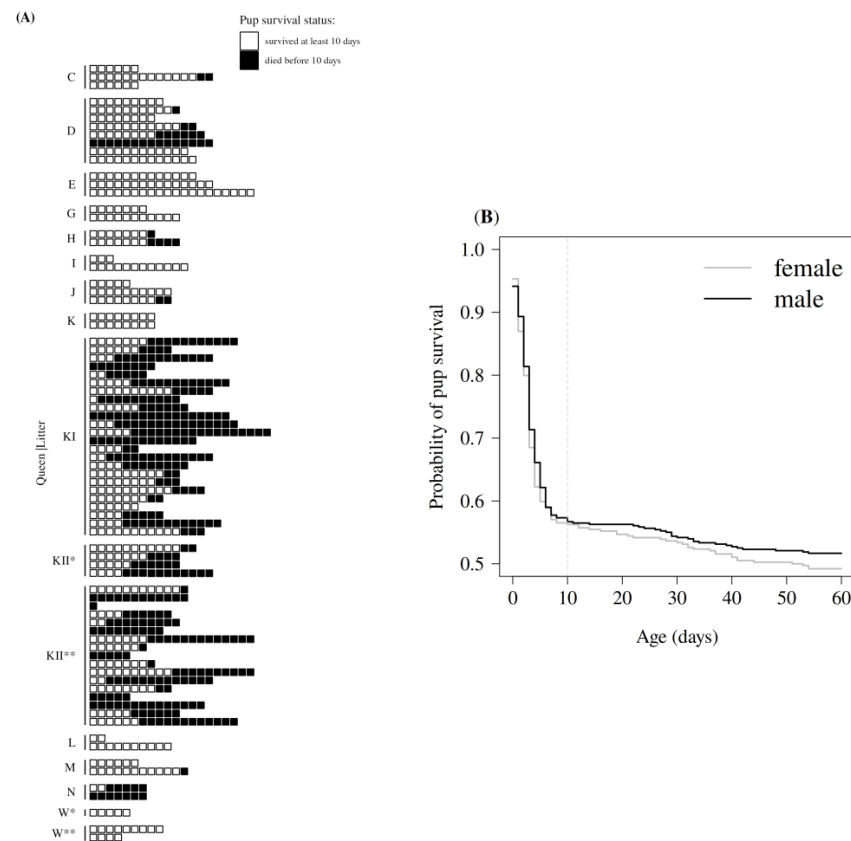 (A)
Pup survival status:
survived at least 10 days
died before 10 days
C
D
E
G
H
I
J
K
KI
KII*
KII**
L
M
N
W*
W**
Queen |Litter
(B)
female
male
1.0
0.9
0.8
0.7
0.6
0.5
Probability of pup survival
0 10 20 30 40 50 60
Age (days)